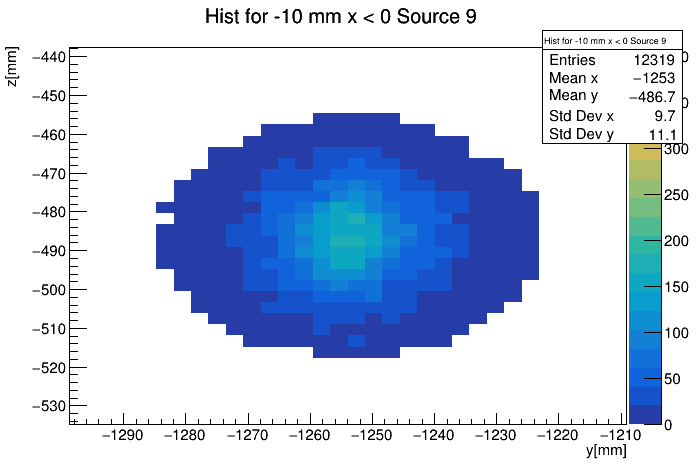 Hist for -10 mm x < 0 Source 9
z[mm]
−440
−450
−460
−470
−480
−490
−500
−510
−520
−530
−1290
−1280
−1270
−1260
−1250
−1240
−1230
−1220
−1210
y[mm]
Hist for -10 mm x < 0 Source 9
Entries 12319
Mean x −1253
Mean y −486.7
Std Dev x 9.7
Std Dev y 11.1
300
250
200
150
100
50
0